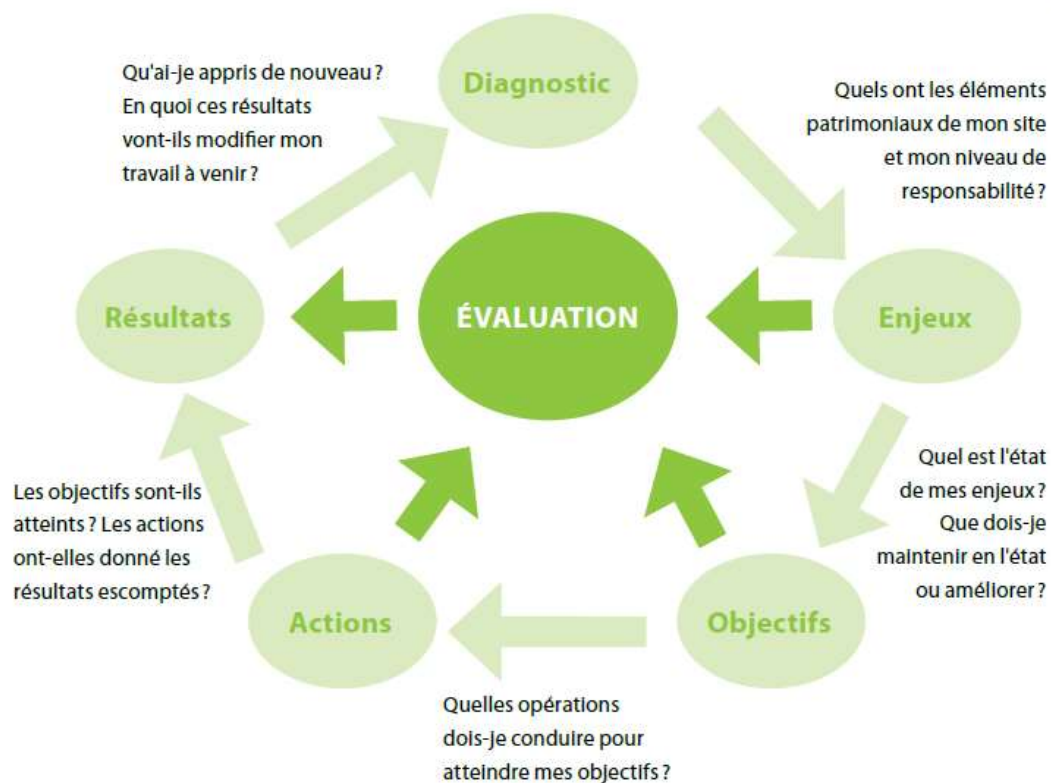 Diagnostic
Quels ont les éléments
patrimoniaux de mon site
et mon niveau de
responsabilité ?
Enjeux
Quel est l'état
de mes enjeux ?
Que dois-je
maintenir en l'état
ou améliorer ?
Objectifs
Quelles opérations
dois-je conduire pour
atteindre mes objectifs ?
Actions
Les objectifs sont-ils
atteints ? Les actions
ont-elles donné les
résultats escomptés ?
Résultats
Qu'ai-je appris de nouveau ?
En quoi ces résultats
vont-ils modifier mon
travail à venir ?
ÉVALUATION